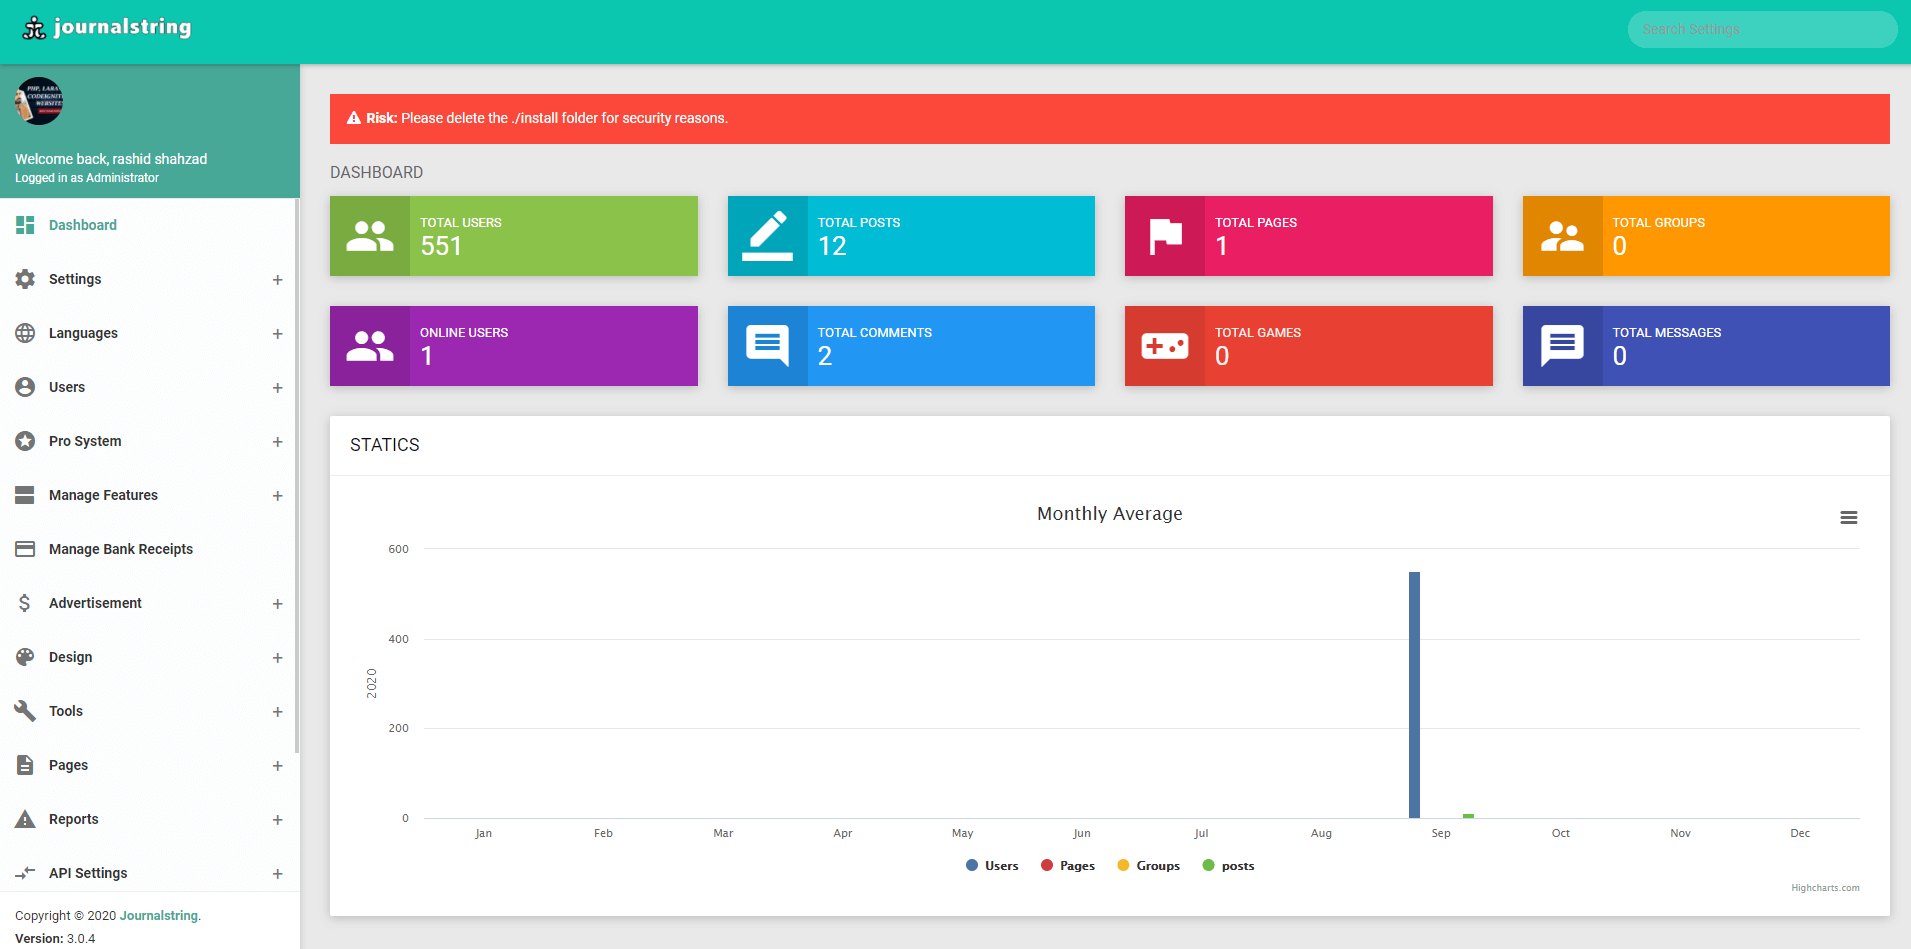 journalstring
Search Settings
PHP, LARA
CODEIGNIT
WEBSITE
Welcome back, rashid shahzad
Logged in as Administrator
Dashboard
Settings +
Languages +
Users +
Pro System +
Manage Features +
Manage Bank Receipts
Advertisement +
Design +
Tools +
Pages +
Reports +
API Settings +
Copyright © 2020 Journalstring.
Version: 3.0.4
Risk: Please delete the ./install folder for security reasons.
DASHBOARD
TOTAL USERS
551
TOTAL POSTS
12
TOTAL PAGES
1
TOTAL GROUPS
0
ONLINE USERS
1
TOTAL COMMENTS
2
TOTAL GAMES
0
TOTAL MESSAGES
0
STATICS
Monthly Average
600
400
200
0
2020
Jan Feb Mar Apr May Jun Jul Aug Sep Oct Nov Dec
Users Pages Groups posts
Highcharts.com